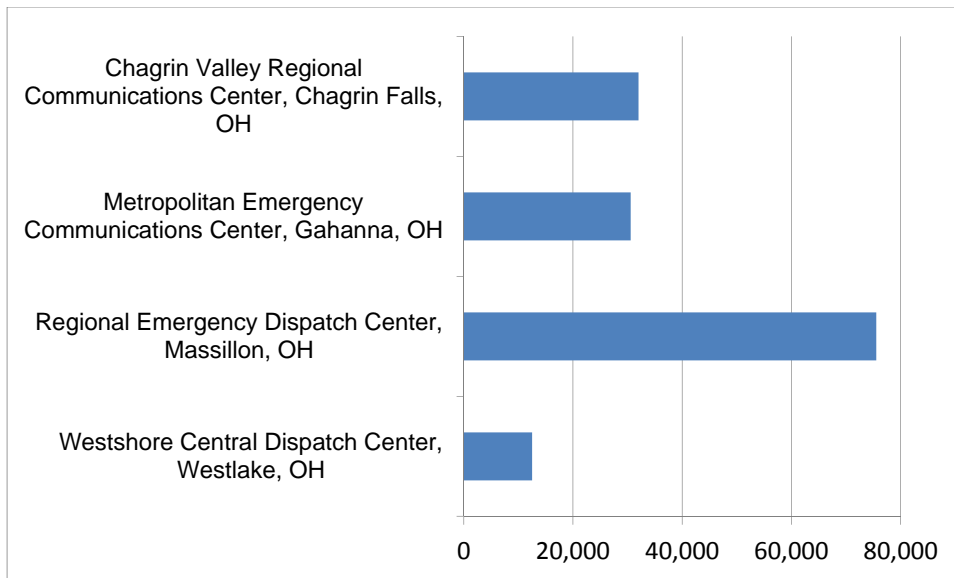 Chagrin Valley Regional
Communications Center, Chagrin Falls,
OH
Metropolitan Emergency
Communications Center, Gahanna, OH
Regional Emergency Dispatch Center,
Massillon, OH
Westshore Central Dispatch Center,
Westlake, OH
0 20,000 40,000 60,000 80,000